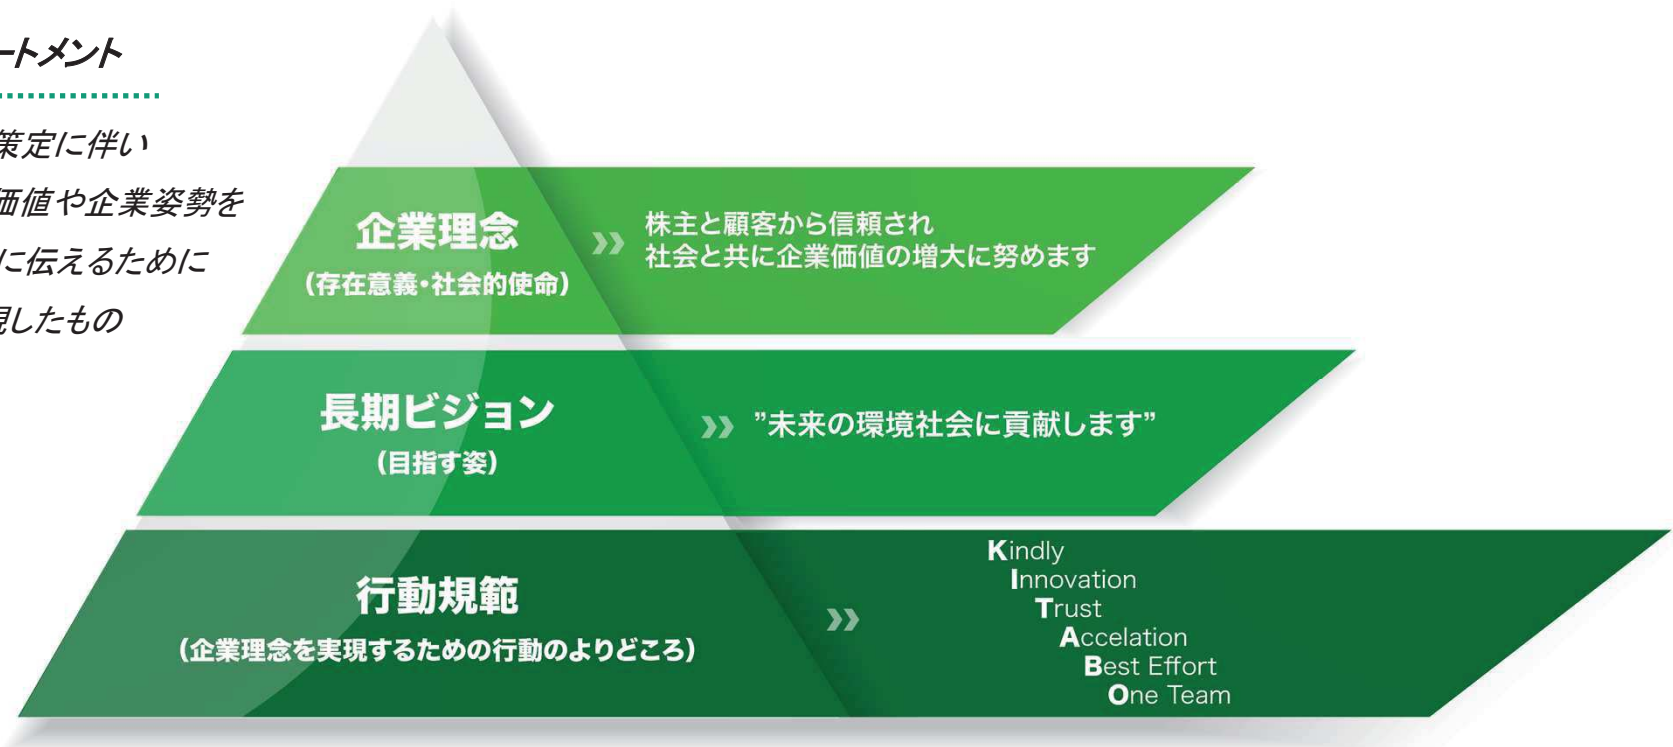 ートメント
策定に伴い
価値や企業姿勢を
に伝えるために
現したもの
企業理念
(存在意義・社会的使命)
株主と顧客から信頼され
社会と共に企業価値の増大に努めます
長期ビジョン
(目指す姿)
”未来の環境社会に貢献します”
行動規範
(企業理念を実現するための行動のよりどころ)
Kindly
Innovation
Trust
Accelation
Best Effort
One Team